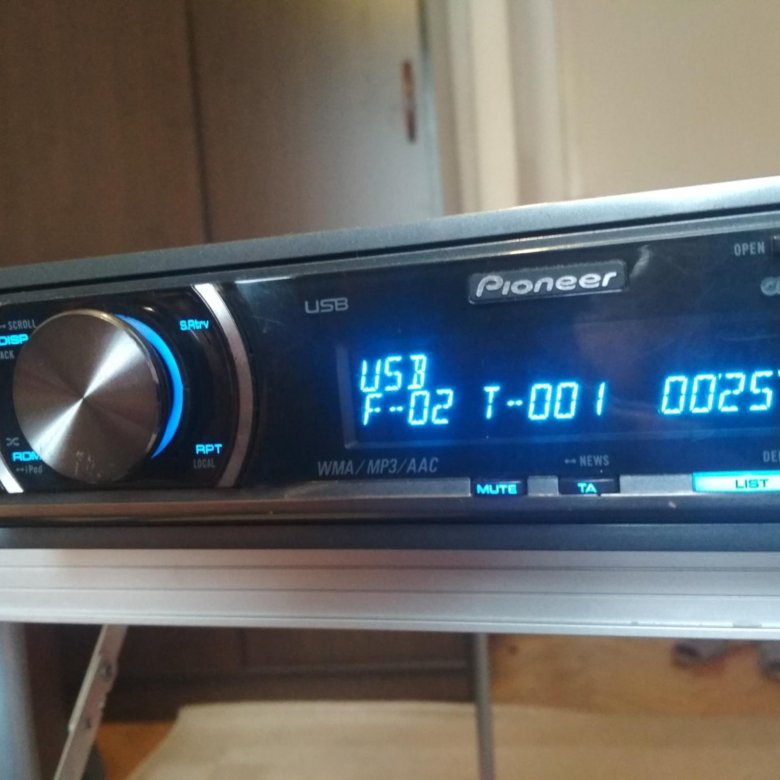 OPEN
Pioneer
USB
SCROLL
DISP
S.Rtrv
USB
F-02 T-001 00'25"
RDM
iPod
RPT
LOCAL
WMA/MP3/AAC
NEWS
MUTE
TA
LIST